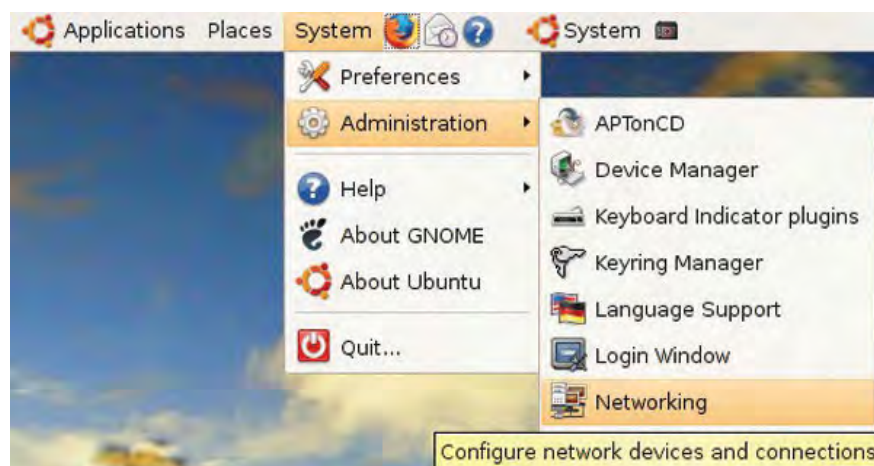 Applications Places System System
Preferences
Administration
Help
About GNOME
About Ubuntu
Quit...
APTonCD
Device Manager
Keyboard Indicator plugins
Keyring Manager
Language Support
Login Window
Networking
Configure network devices and connections